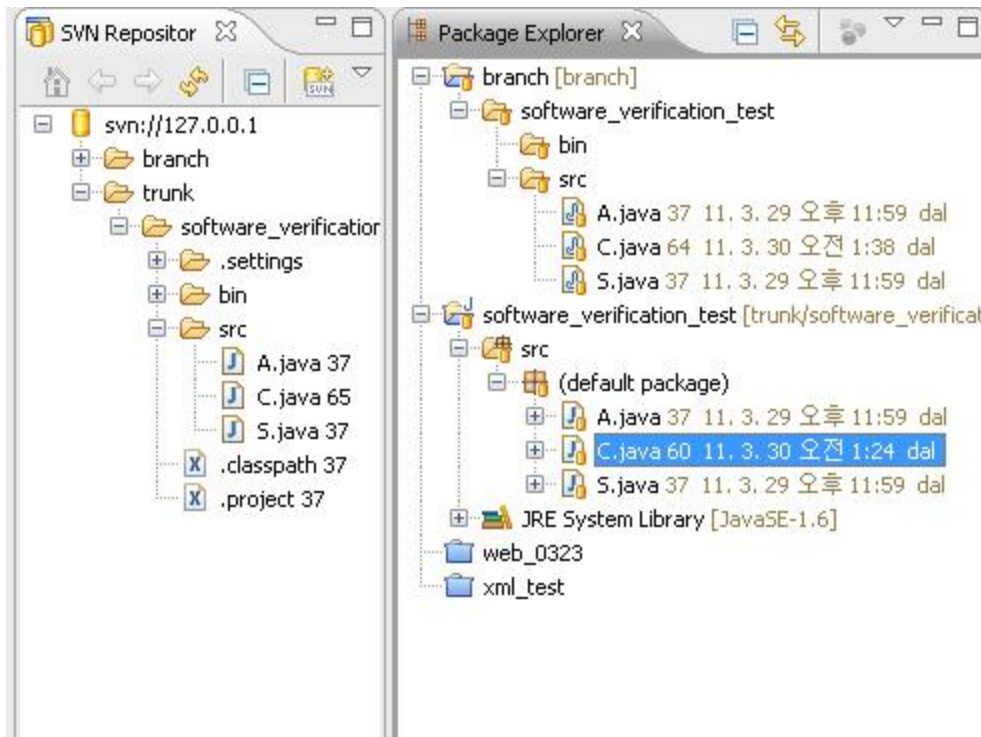 SVN Repositor
SVN
svn://127.0.0.1
branch
trunk
software_verification
.settings
bin
src
A.java 37
C.java 65
S.java 37
.classpath 37
.project 37
Package Explorer
branch [branch]
software_verification_test
bin
src
A.java 37 11. 3. 29 오후 11:59 dal
C.java 64 11. 3. 30 오전 1:38 dal
S.java 37 11. 3. 29 오후 11:59 dal
software_verification_test [trunk/software_verificat
src
(default package)
A.java 37 11. 3. 29 오후 11:59 dal
C.java 60 11. 3. 30 오전 1:24 dal
S.java 37 11. 3. 29 오후 11:59 dal
JRE System Library [JavaSE-1.6]
web_0323
xml_test